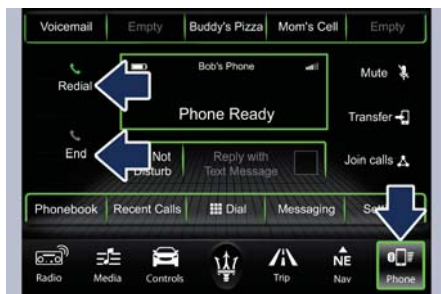 Voicemail Empty Buddy's Pizza Mom's Cell Empty
Redial Bob's Phone Mute
Phone Ready Transfer
End Not Disturb Reply with Text Message Join calls
Phonebook Recent Calls Dial Messaging
Radio Media Controls Trip NE Nav Phone